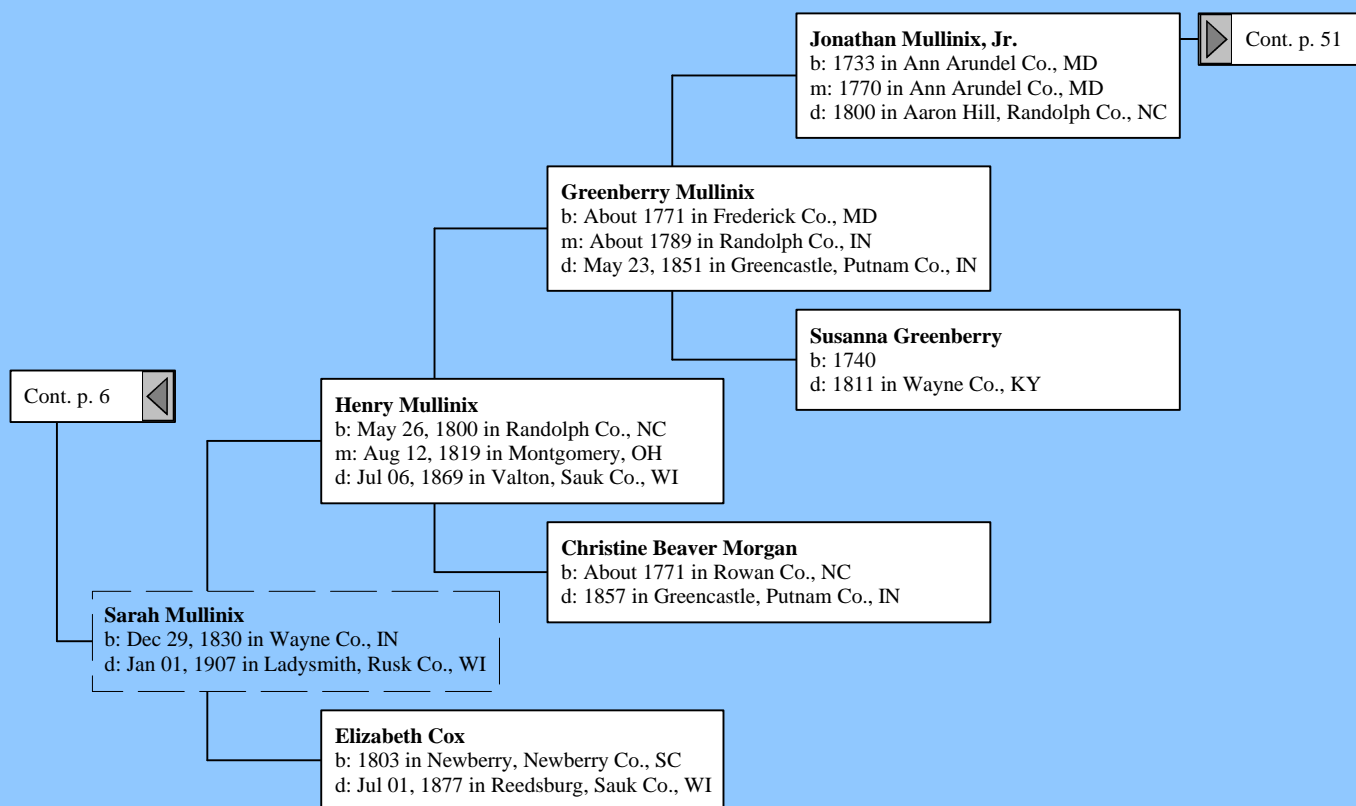 Jonathan Mullinix, Jr.
b: 1733 in Ann Arundel Co., MD
m: 1770 in Ann Arundel Co., MD
d: 1800 in Aaron Hill, Randolph Co., NC
Cont. p. 51
Greenberry Mullinix
b: About 1771 in Frederick Co., MD
m: About 1789 in Randolph Co., IN
d: May 23, 1851 in Greencastle, Putnam Co., IN
Susanna Greenberry
b: 1740
d: 1811 in Wayne Co., KY
Cont. p. 6
Henry Mullinix
b: May 26, 1800 in Randolph Co., NC
m: Aug 12, 1819 in Montgomery, OH
d: Jul 06, 1869 in Valton, Sauk Co., WI
Christine Beaver Morgan
b: About 1771 in Rowan Co., NC
d: 1857 in Greencastle, Putnam Co., IN
Sarah Mullinix
b: Dec 29, 1830 in Wayne Co., IN
d: Jan 01, 1907 in Ladysmith, Rusk Co., WI
Elizabeth Cox
b: 1803 in Newberry, Newberry Co., SC
d: Jul 01, 1877 in Reedsburg, Sauk Co., WI